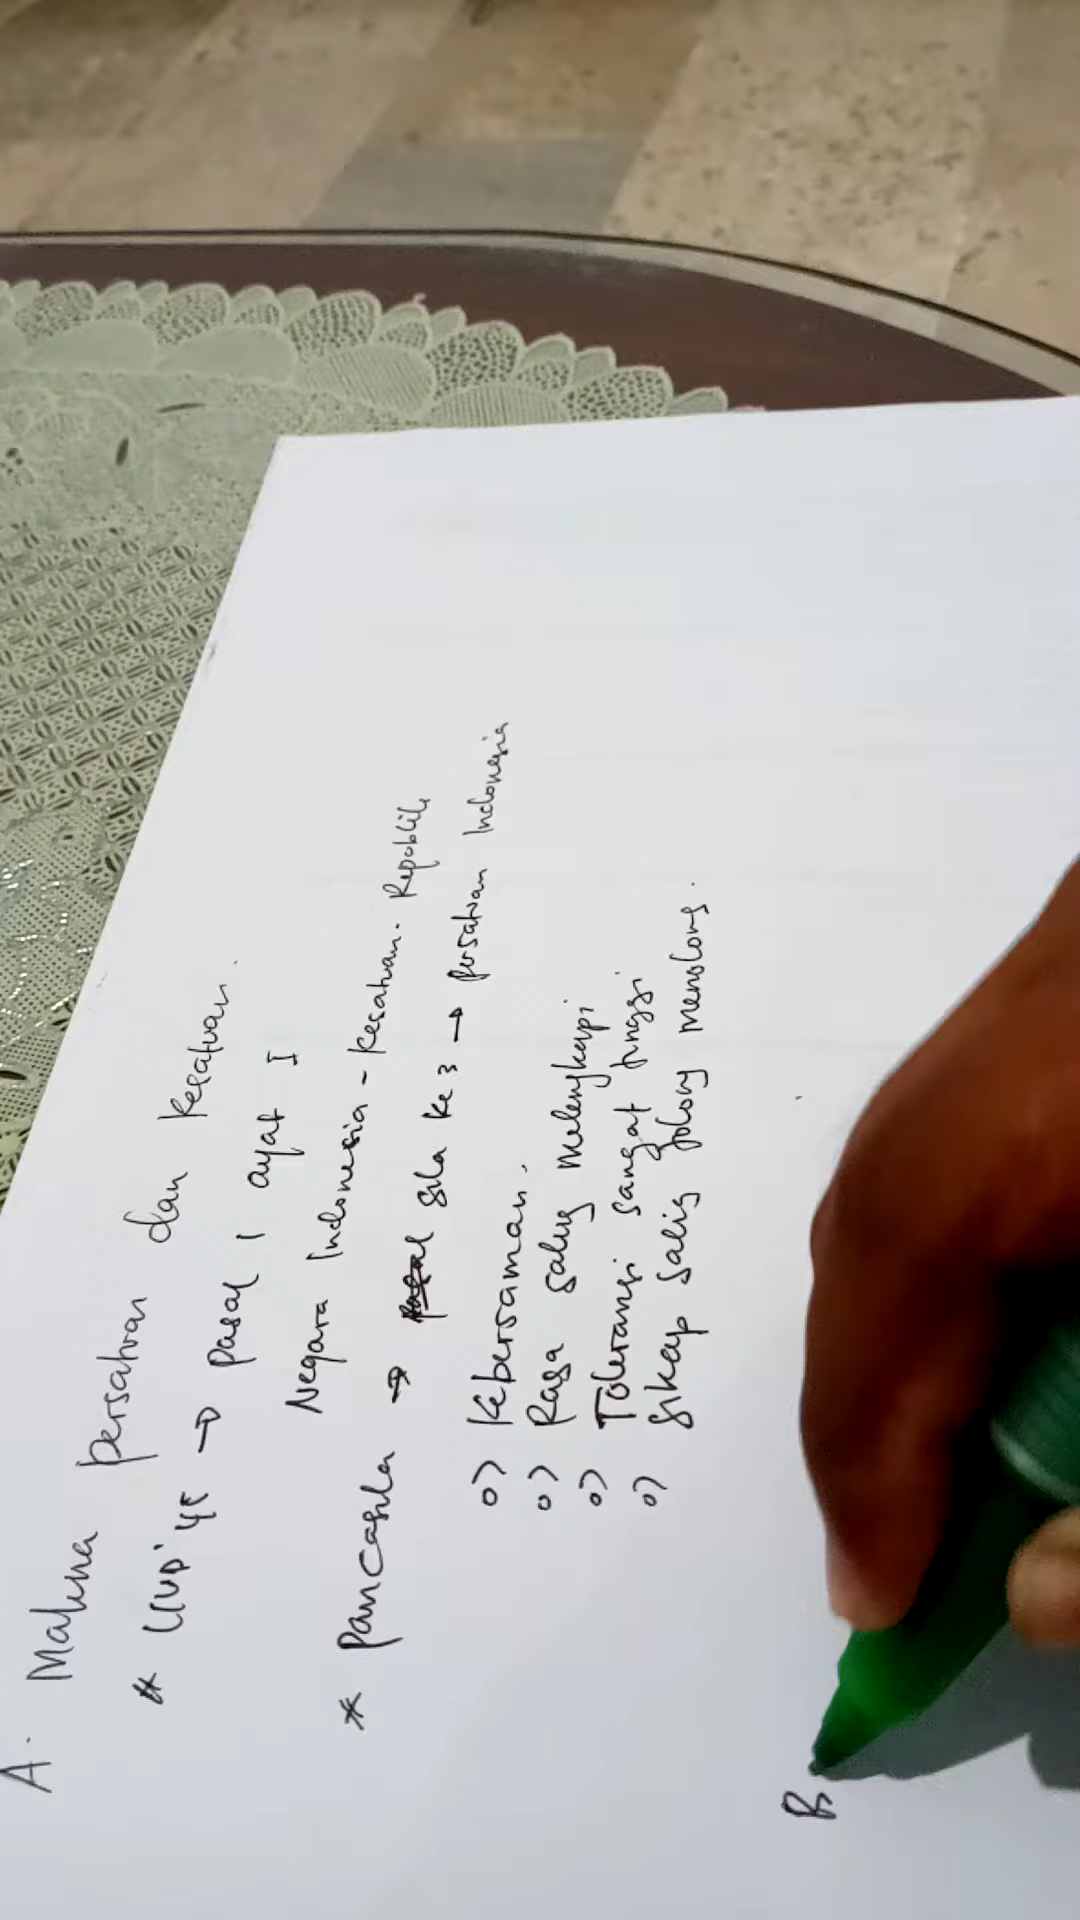 A. Makna persatuan dan kesatuan.
* UUD'45 → pasal 1 ayat I
Negara Indonesia - kesatuan. Republik
* pancasila → sila ke 3 → persatuan Indonesia
o) Kebersaman.
o) Rasa saling melengkapi
o) Toleransi sangat tinggi
o) sikap saling tolong menolong.
B